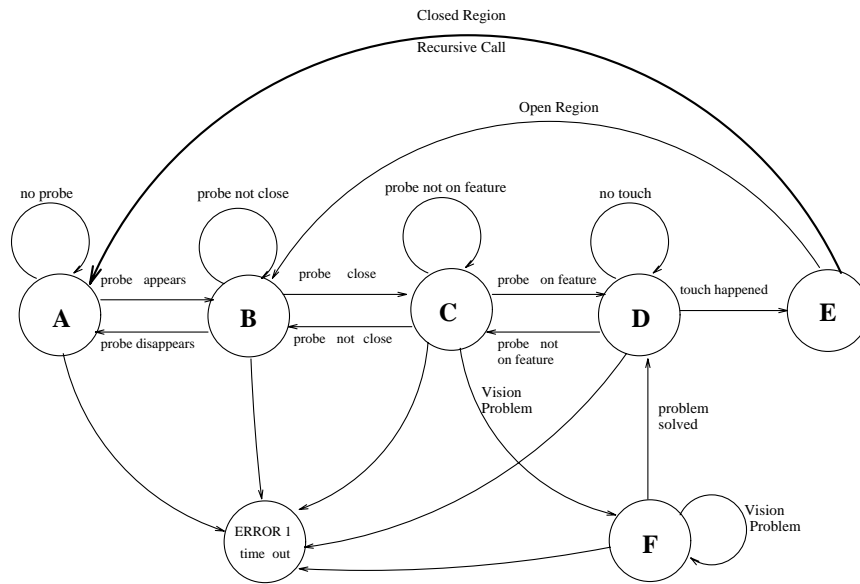 Closed Region
Recursive Call
Open Region
no probe
probe not close
probe not on feature
no touch
probe appears
probe close
probe on feature
touch happened
A
B
C
D
E
probe disappears
probe not close
probe not
on feature
Vision
Problem
problem
solved
ERROR 1
time out
F
Vision
Problem